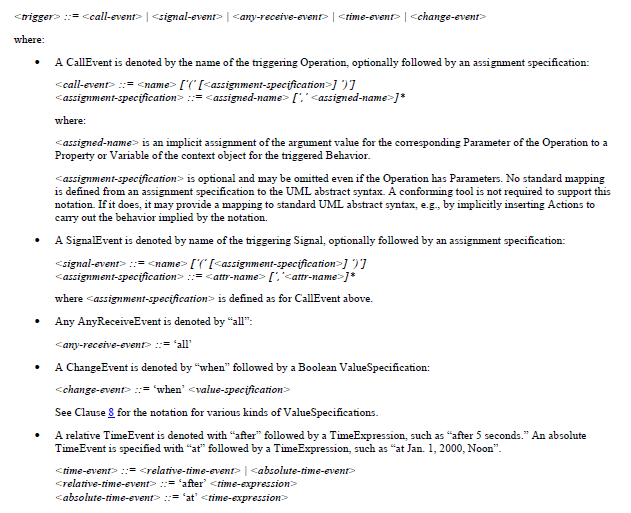 <trigger> ::= <call-event> | <signal-event> | <any-receive-event> | <time-event> | <change-event>
where:
• A CallEvent is denoted by the name of the triggering Operation, optionally followed by an assignment specification:
<call-event> ::= <name> ['(' [<assignment-specification>] ')']
<assignment-specification> ::= <assigned-name> [',' <assigned-name>]*
where:
<assigned-name> is an implicit assignment of the argument value for the corresponding Parameter of the Operation to a
Property or Variable of the context object for the triggered Behavior.
<assignment-specification> is optional and may be omitted even if the Operation has Parameters. No standard mapping
is defined from an assignment specification to the UML abstract syntax. A conforming tool is not required to support this
notation. If it does, it may provide a mapping to standard UML abstract syntax, e.g., by implicitly inserting Actions to
carry out the behavior implied by the notation.
• A SignalEvent is denoted by name of the triggering Signal, optionally followed by an assignment specification:
<signal-event> ::= <name> ['(' [<assignment-specification>] ')']
<assignment-specification> ::= <attr-name> [','<attr-name>]*
where <assignment-specification> is defined as for CallEvent above.
• Any AnyReceiveEvent is denoted by “all”:
<any-receive-event> ::= ‘all’
• A ChangeEvent is denoted by “when” followed by a Boolean ValueSpecification:
<change-event> ::= ‘when’ <value-specification>
See Clause 8 for the notation for various kinds of ValueSpecifications.
• A relative TimeEvent is denoted with “after” followed by a TimeExpression, such as “after 5 seconds.” An absolute
TimeEvent is specified with “at” followed by a TimeExpression, such as “at Jan. 1, 2000, Noon”.
<time-event> ::= <relative-time-event> | <absolute-time-event>
<relative-time-event> ::= ‘after’ <time-expression>
<absolute-time-event> ::= ‘at’ <time-expression>